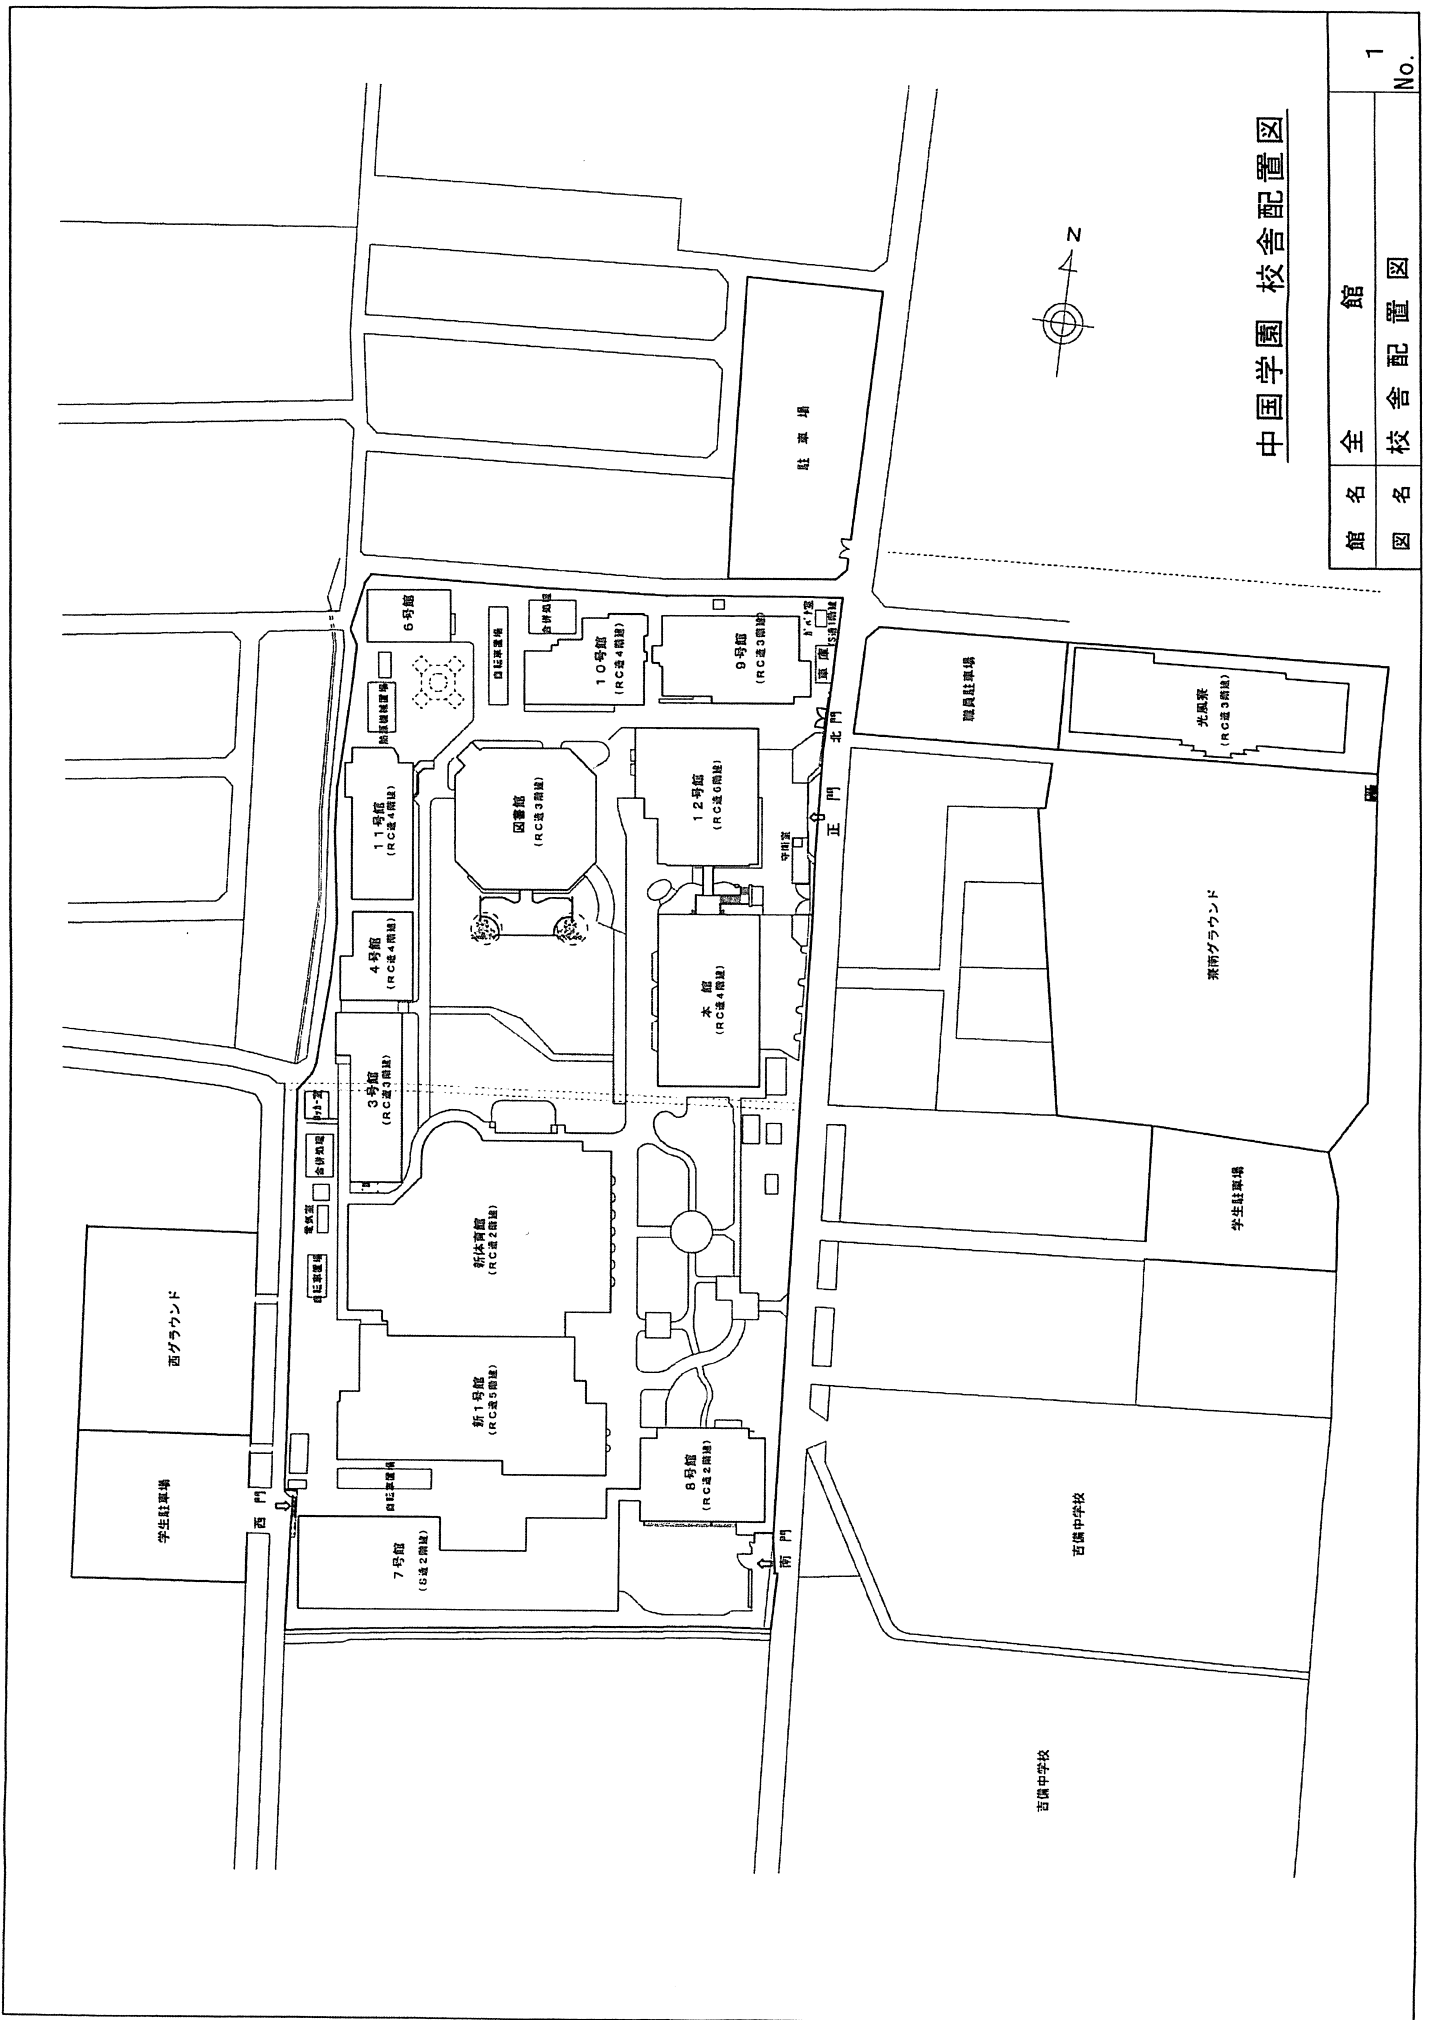 中国学園 校舎配置図
館名 全館
図名 校舎配置図
No. 1
N
駐車場
6号館
自転車置場
合併処理
10号館
(RC造4階建)
9号館
(RC造3階建)
車庫
北門
職員駐車場
光風寮
(RC造3階建)
11号館
(RC造4階建)
図書館
(RC造3階建)
12号館
(RC造6階建)
正門
守衛室
4号館
(RC造4階建)
本館
(RC造4階建)
寮南グラウンド
3号館
(RC造3階建)
ロッカー室
合併処理
電気室
自転車置場
新体育館
(RC造2階建)
学生駐車場
西グラウンド
新1号館
(RC造5階建)
自転車置場
8号館
(RC造2階建)
学生駐車場
西門
7号館
(S造2階建)
南門
吉備中学校
吉備中学校